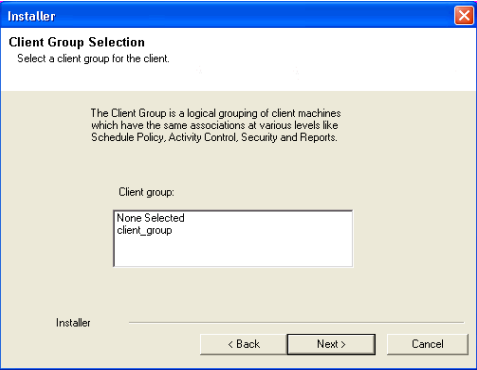 Installer
Client Group Selection
Select a client group for the client.
The Client Group is a logical grouping of client machines
which have the same associations at various levels like
Schedule Policy, Activity Control, Security and Reports.
Client group:
None Selected
client_group
Installer
< Back Next > Cancel